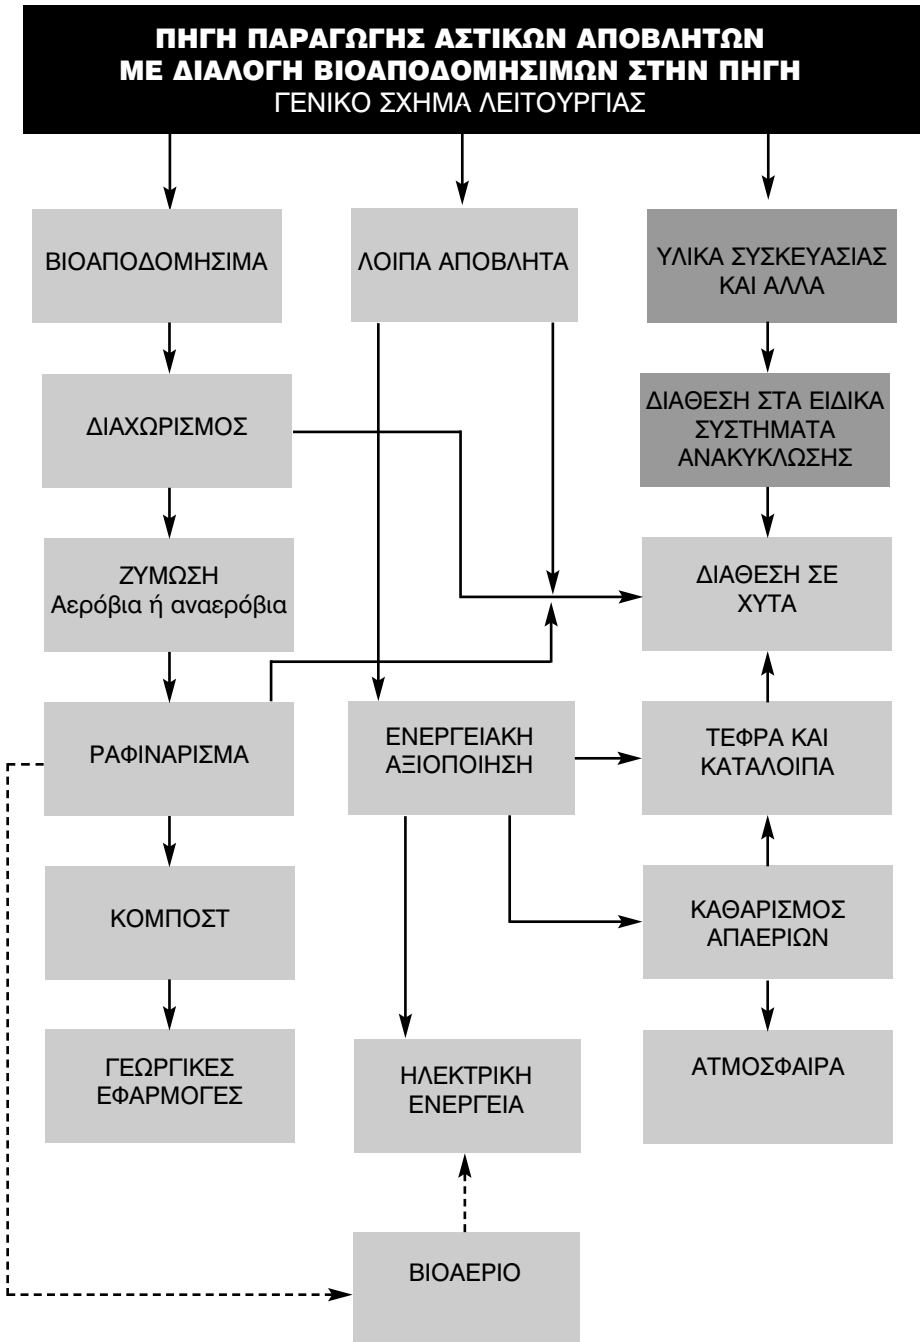 ΠΗΓΗ ΠΑΡΑΓΩΓΗΣ ΑΣΤΙΚΩΝ ΑΠΟΒΛΗΤΩΝ
ΜΕ ΔΙΑΛΟΓΗ ΒΙΟΑΠΟΔΟΜΗΣΙΜΩΝ ΣΤΗΝ ΠΗΓΗ
ΓΕΝΙΚΟ ΣΧΗΜΑ ΛΕΙΤΟΥΡΓΙΑΣ
ΒΙΟΑΠΟΔΟΜΗΣΙΜΑ
ΛΟΙΠΑ ΑΠΟΒΛΗΤΑ
ΥΛΙΚΑ ΣΥΣΚΕΥΑΣΙΑΣ
ΚΑΙ ΑΛΛΑ
ΔΙΑΧΩΡΙΣΜΟΣ
ΔΙΑΘΕΣΗ ΣΤΑ ΕΙΔΙΚΑ
ΣΥΣΤΗΜΑΤΑ
ΑΝΑΚΥΚΛΩΣΗΣ
ΖΥΜΩΣΗ
Αερόβια ή αναερόβια
ΔΙΑΘΕΣΗ ΣΕ
ΧΥΤΑ
ΡΑΦΙΝΑΡΙΣΜΑ
ΕΝΕΡΓΕΙΑΚΗ
ΑΞΙΟΠΟΙΗΣΗ
ΤΕΦΡΑ ΚΑΙ
ΚΑΤΑΛΟΙΠΑ
ΚΟΜΠΟΣΤ
ΚΑΘΑΡΙΣΜΟΣ
ΑΠΑΕΡΙΩΝ
ΓΕΩΡΓΙΚΕΣ
ΕΦΑΡΜΟΓΕΣ
ΗΛΕΚΤΡΙΚΗ
ΕΝΕΡΓΕΙΑ
ΑΤΜΟΣΦΑΙΡΑ
ΒΙΟΑΕΡΙΟ